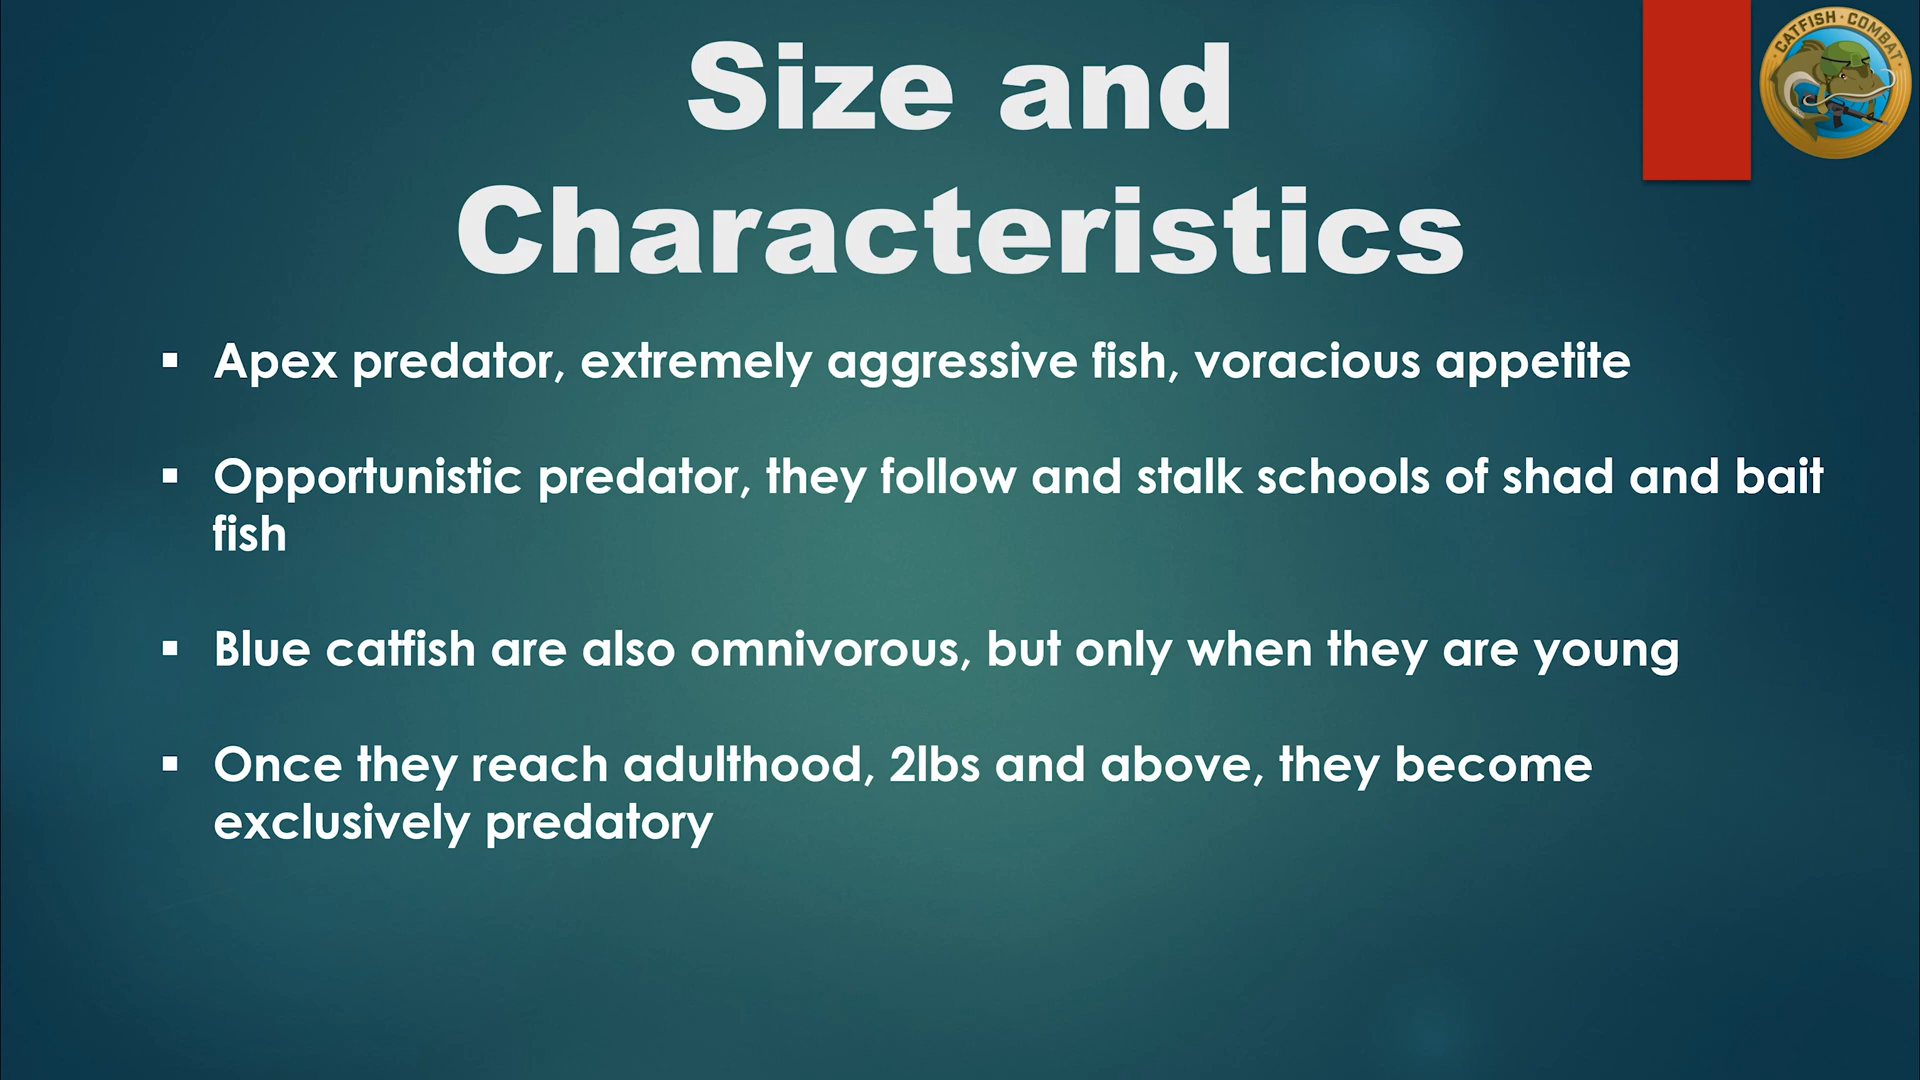 CATFISH · COMBAT
Size and
Characteristics
▪ Apex predator, extremely aggressive fish, voracious appetite
▪ Opportunistic predator, they follow and stalk schools of shad and bait
fish
▪ Blue catfish are also omnivorous, but only when they are young
▪ Once they reach adulthood, 2lbs and above, they become
exclusively predatory